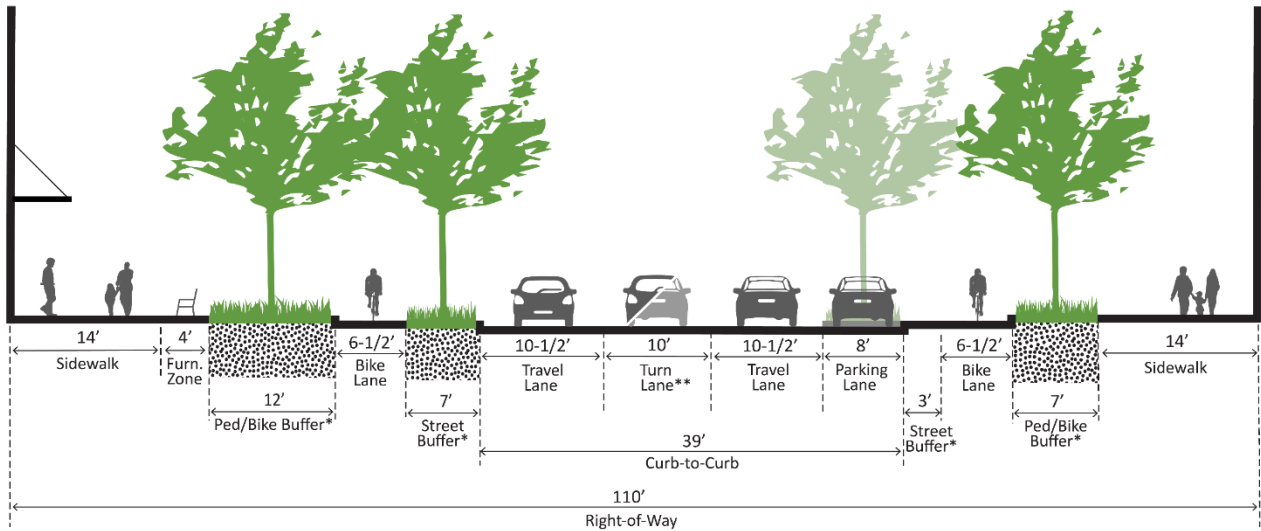 14’
Sidewalk
4’
Furn.
Zone
12’
Ped/Bike Buffer*
6-1/2’
Bike
Lane
7’
Street
Buffer*
10-1/2’
Travel
Lane
10’
Turn
Lane**
10-1/2’
Travel
Lane
8’
Parking
Lane
39’
Curb-to-Curb
3’
Street
Buffer*
6-1/2’
Bike
Lane
7’
Ped/Bike
Buffer*
14’
Sidewalk
110’
Right-of-Way